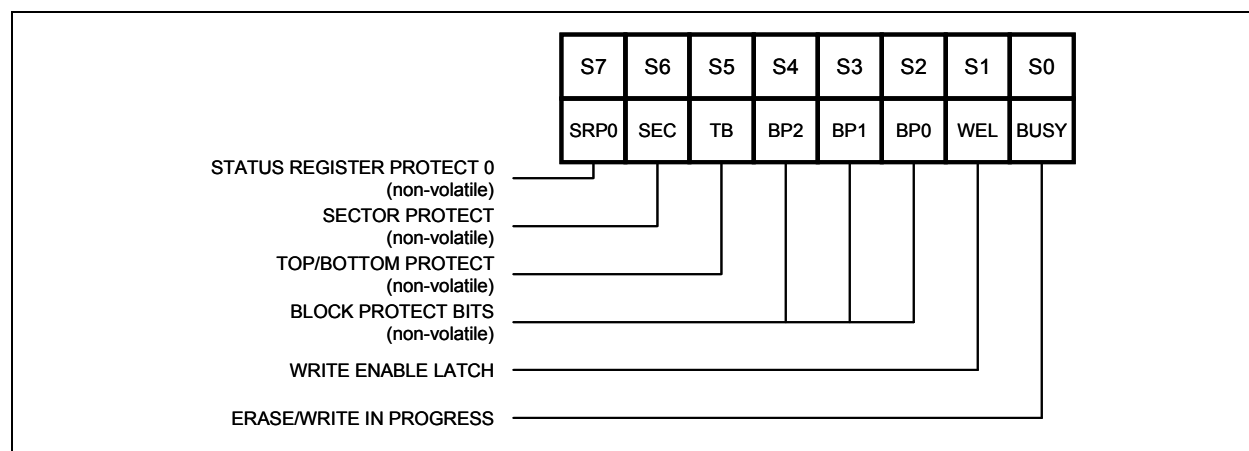 S7 S6 S5 S4 S3 S2 S1 S0
SRP0 SEC TB BP2 BP1 BP0 WEL BUSY
STATUS REGISTER PROTECT 0
(non-volatile)
SECTOR PROTECT
(non-volatile)
TOP/BOTTOM PROTECT
(non-volatile)
BLOCK PROTECT BITS
(non-volatile)
WRITE ENABLE LATCH
ERASE/WRITE IN PROGRESS